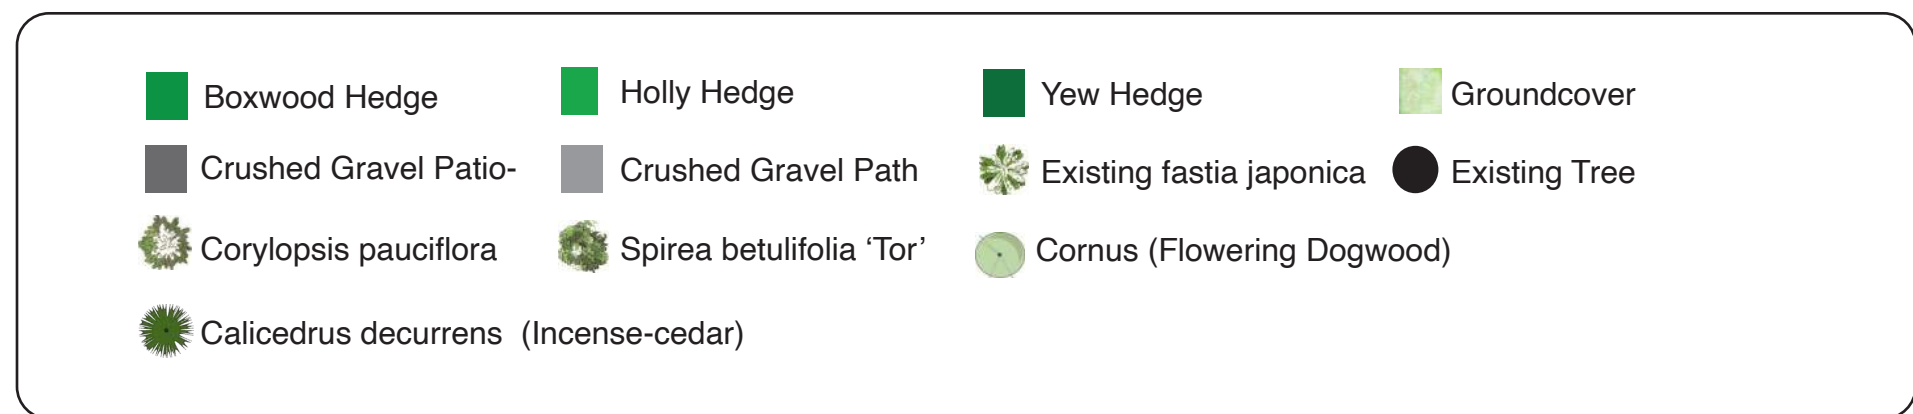 Boxwood Hedge
Holly Hedge
Yew Hedge
Groundcover
Crushed Gravel Patio-
Crushed Gravel Path
Existing fastia japonica
Existing Tree
Corylopsis pauciflora
Spirea betulifolia ‘Tor’
Cornus (Flowering Dogwood)
Calicedrus decurrens  (Incense-cedar)